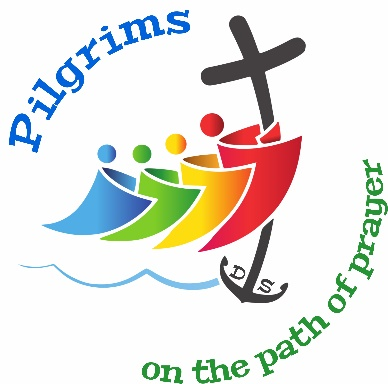 Pilgrims
D S
on the path of prayer